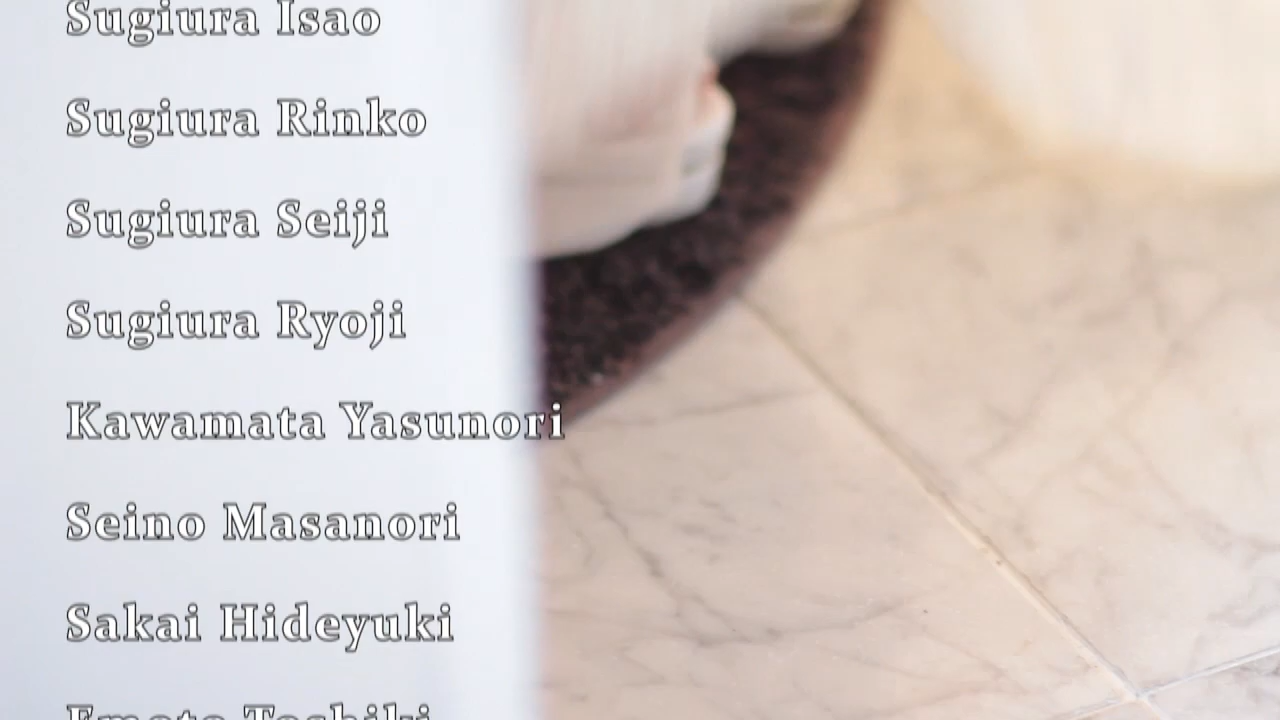 Sugiura Isao
Sugiura Rinko
Sugiura Seiji
Sugiura Ryoji
Kawamata Yasunori
Seino Masanori
Sakai Hideyuki